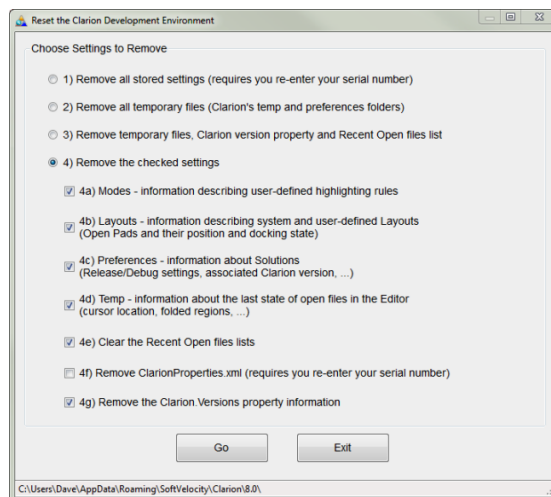 Reset the Clarion Development Environment
Choose Settings to Remove
1) Remove all stored settings (requires you re-enter your serial number)
2) Remove all temporary files (Clarion's temp and preferences folders)
3) Remove temporary files, Clarion version property and Recent Open files list
4) Remove the checked settings
4a) Modes - information describing user-defined highlighting rules
4b) Layouts - information describing system and user-defined Layouts
(Open Pads and their position and docking state)
4c) Preferences - information about Solutions
(Release/Debug settings, associated Clarion version, ...)
4d) Temp - information about the last state of open files in the Editor
(cursor location, folded regions, ...)
4e) Clear the Recent Open files lists
4f) Remove ClarionProperties.xml (requires you re-enter your serial number)
4g) Remove the Clarion.Versions property information
Go Exit
C:\Users\Dave\AppData\Roaming\SoftVelocity\Clarion\8.0\